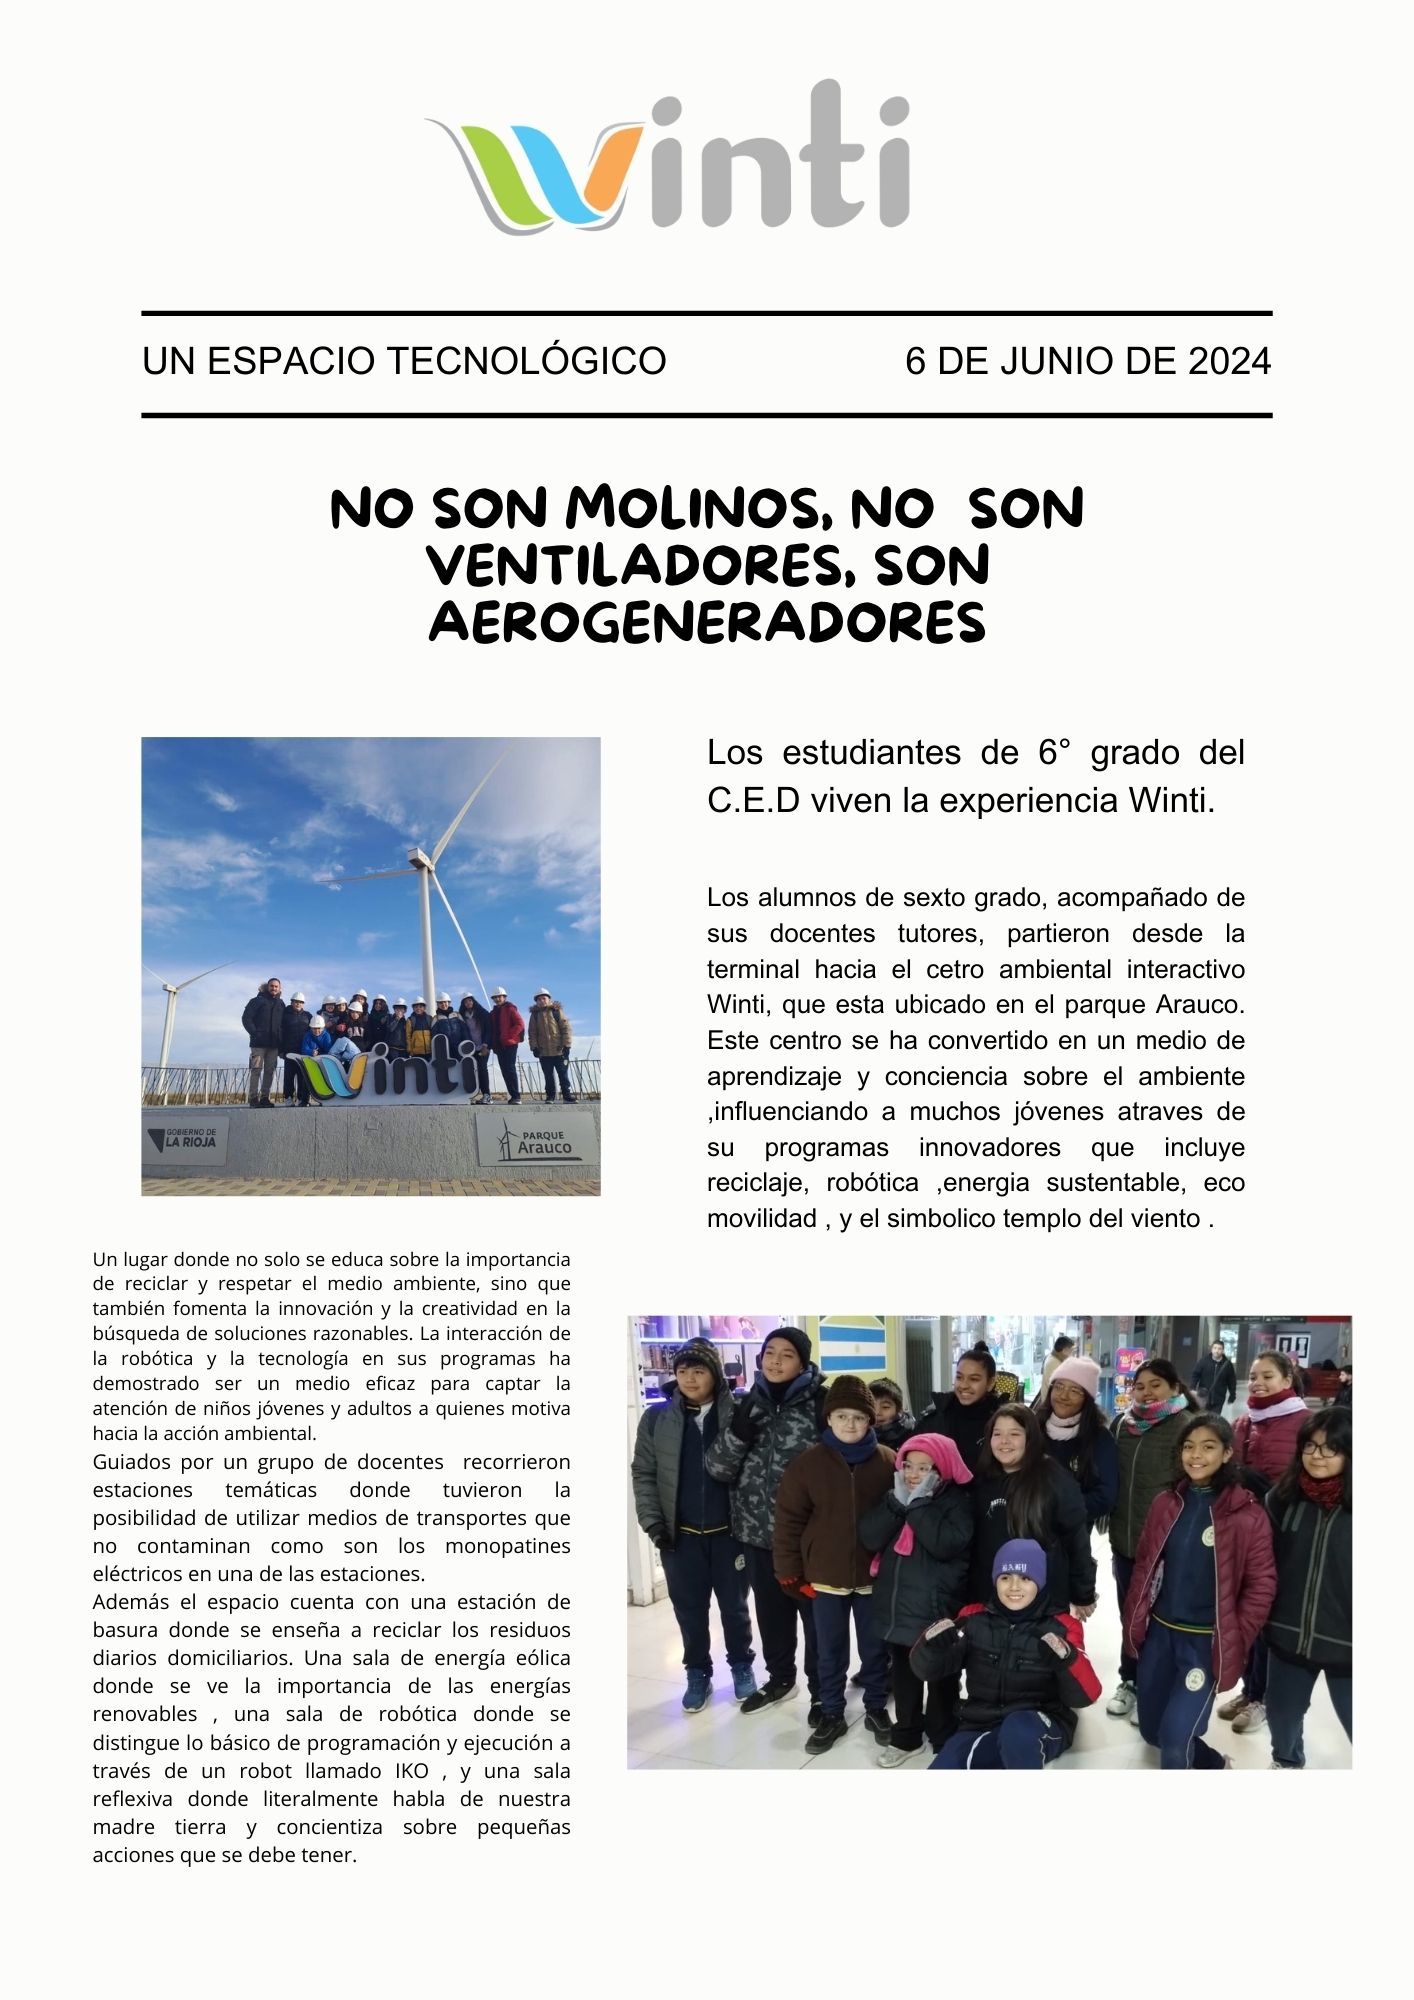 Winti
UN ESPACIO TECNOLÓGICO
6 DE JUNIO DE 2024
NO SON MOLINOS, NO SON
VENTILADORES, SON
AEROGENERADORES
Winti
GOBIERNO DE
LA RIOJA
PARQUE
Arauco
Los estudiantes de 6° grado del
C.E.D viven la experiencia Winti.
Los alumnos de sexto grado, acompañado de
sus docentes tutores, partieron desde la
terminal hacia el cetro ambiental interactivo
Winti, que esta ubicado en el parque Arauco.
Este centro se ha convertido en un medio de
aprendizaje y conciencia sobre el ambiente
,influenciando a muchos jóvenes atraves de
su programas innovadores que incluye
reciclaje, robótica ,energia sustentable, eco
movilidad , y el simbolico templo del viento .
Un lugar donde no solo se educa sobre la importancia
de reciclar y respetar el medio ambiente, sino que
también fomenta la innovación y la creatividad en la
búsqueda de soluciones razonables. La interacción de
la robótica y la tecnología en sus programas ha
demostrado ser un medio eficaz para captar la
atención de niños jóvenes y adultos a quienes motiva
hacia la acción ambiental.
Guiados por un grupo de docentes recorrieron
estaciones temáticas donde tuvieron la
posibilidad de utilizar medios de transportes que
no contaminan como son los monopatines
eléctricos en una de las estaciones.
Además el espacio cuenta con una estación de
basura donde se enseña a reciclar los residuos
diarios domiciliarios. Una sala de energía eólica
donde se ve la importancia de las energías
renovables , una sala de robótica donde se
distingue lo básico de programación y ejecución a
través de un robot llamado IKO , y una sala
reflexiva donde literalmente habla de nuestra
madre tierra y concientiza sobre pequeñas
acciones que se debe tener.
BABY